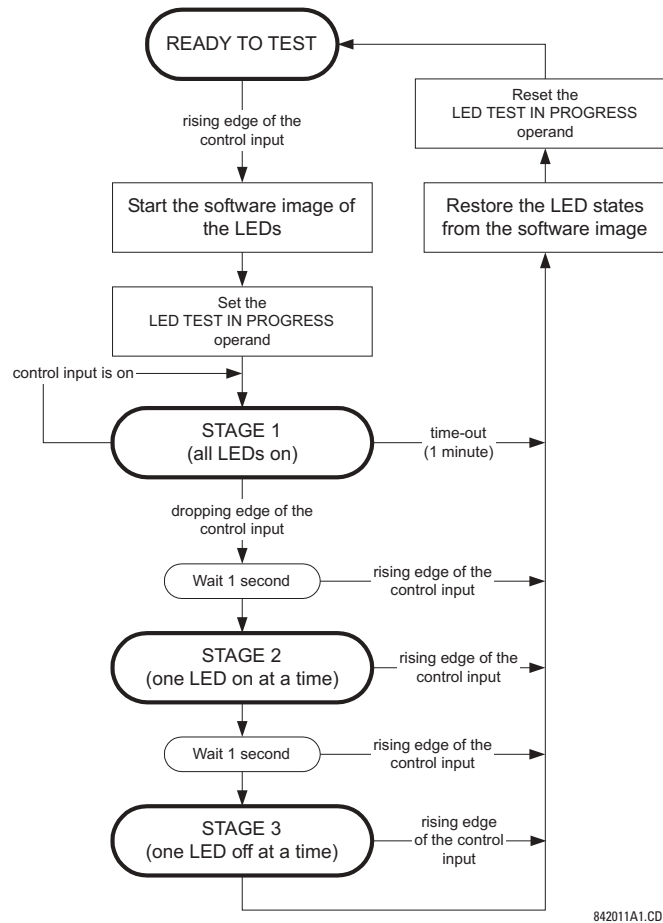 READY TO TEST
rising edge of the
control input
Start the software image of
the LEDs
Set the
LED TEST IN PROGRESS
operand
control input is on
STAGE 1
(all LEDs on)
time-out
(1 minute)
dropping edge of the
control input
Wait 1 second
rising edge of the
control input
STAGE 2
(one LED on at a time)
rising edge of the
control input
Wait 1 second
rising edge of the
control input
STAGE 3
(one LED off at a time)
rising edge
of the control
input
Restore the LED states
from the software image
Reset the
LED TEST IN PROGRESS
operand
842011A1.CD